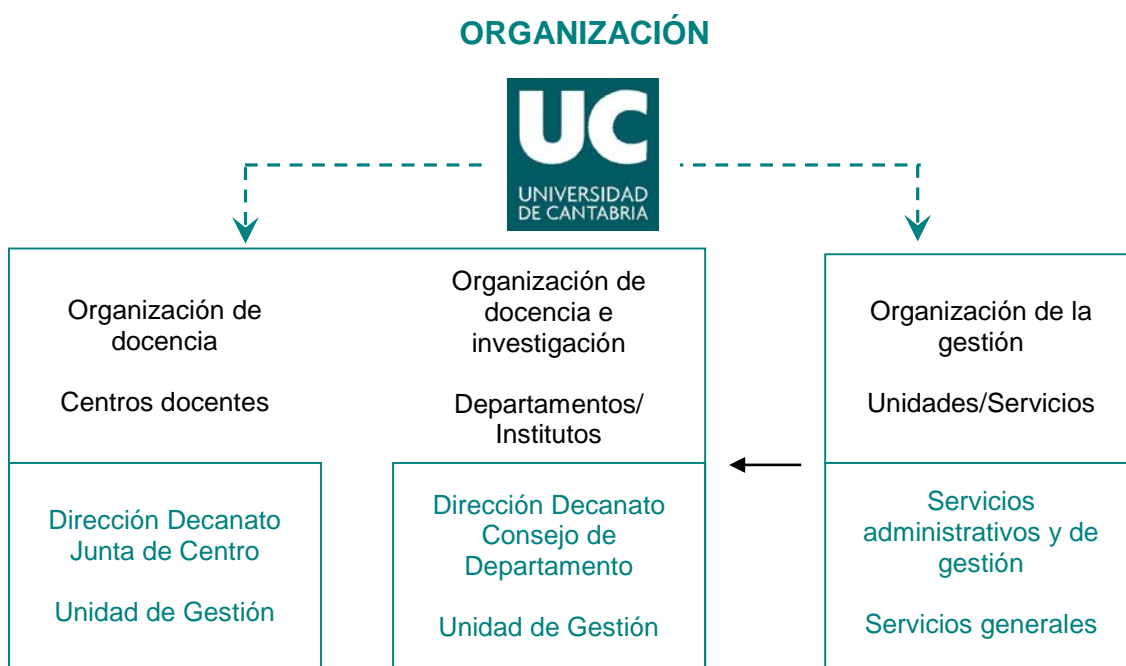 ORGANIZACIÓN
UC
UNIVERSIDAD
DE CANTABRIA
Organización de
docencia
Centros docentes
Organización de
docencia e
investigación
Departamentos/
Institutos
Organización de la
gestión
Unidades/Servicios
Dirección Decanato
Junta de Centro
Unidad de Gestión
Dirección Decanato
Consejo de
Departamento
Unidad de Gestión
Servicios
administrativos y de
gestión
Servicios generales